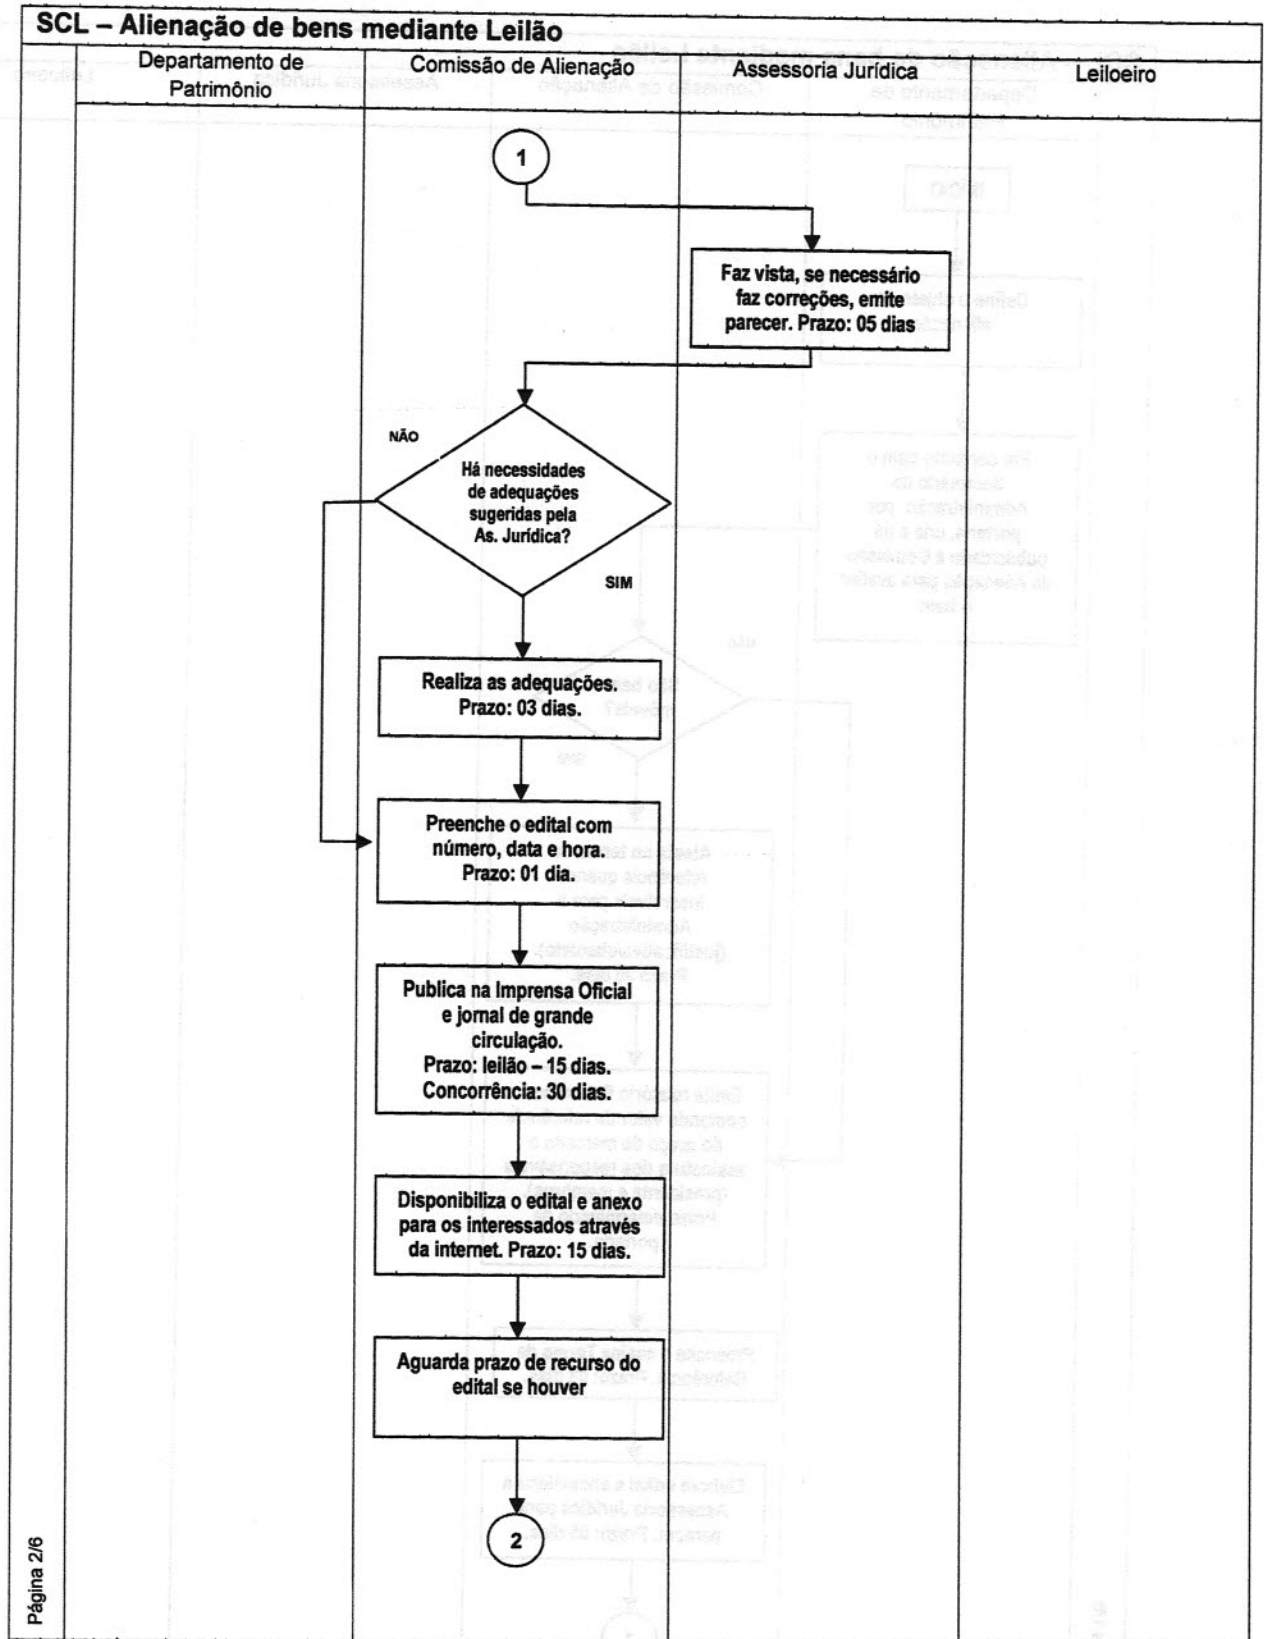 SCL – Alienação de bens mediante Leilão
Departamento de
Patrimônio
Comissão de Alienação
Assessoria Jurídica
Leiloeiro
1
Faz vista, se necessário
faz correções, emite
parecer. Prazo: 05 dias
NÃO
Há necessidades
de adequações
sugeridas pela
As. Jurídica?
SIM
Realiza as adequações.
Prazo: 03 dias.
Preenche o edital com
número, data e hora.
Prazo: 01 dia.
Publica na Imprensa Oficial
e jornal de grande
circulação.
Prazo: leilão – 15 dias.
Concorrência: 30 dias.
Disponibiliza o edital e anexo
para os interessados através
da internet. Prazo: 15 dias.
Aguarda prazo de recurso do
edital se houver
2
Página 2/6